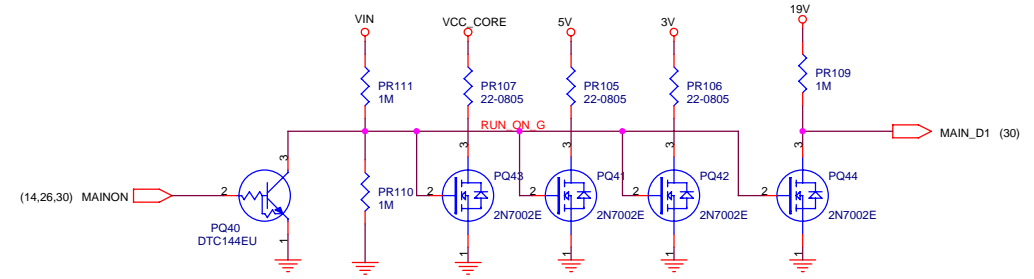 VIN
VCC_CORE
5V
3V
19V
PR111
1M
PR107
22-0805
PR105
22-0805
PR106
22-0805
PR109
1M
RUN_ON_G
MAIN_D1 (30)
3
3
3
3
3
(14,26,30) MAINON
2
PQ40
DTC144EU
1
PR110
1M
2
PQ43
2N7002E
1
2
PQ41
2N7002E
1
2
PQ42
2N7002E
1
2
PQ44
2N7002E
1